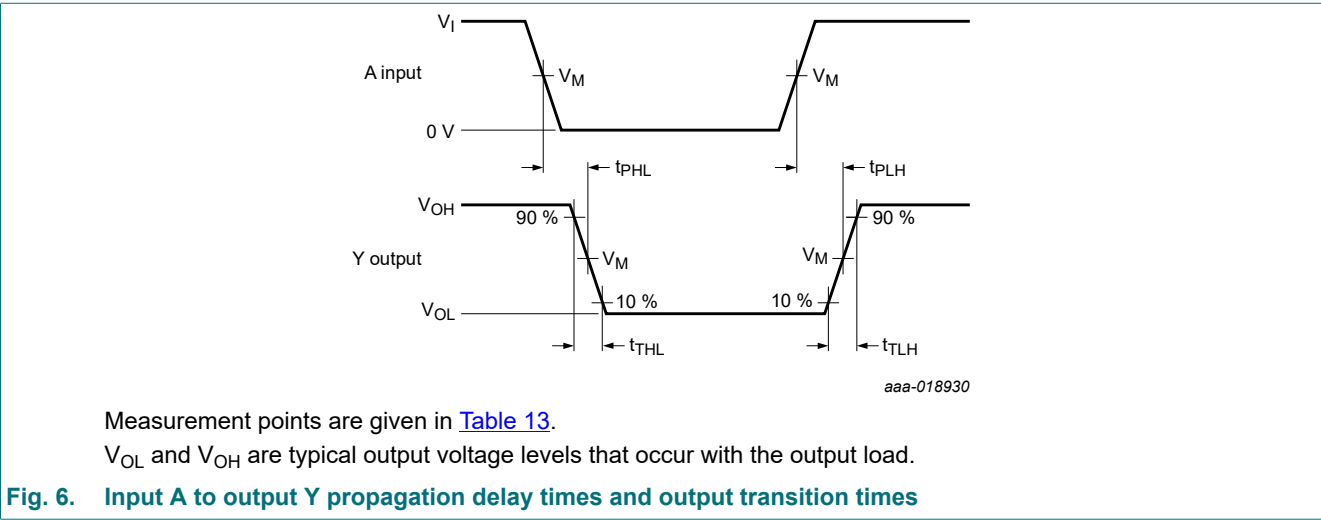 V_I
A input
V_M
V_M
0 V
t_PHL
t_PLH
V_OH
90 %
90 %
Y output
V_M
V_M
10 %
10 %
V_OL
t_THL
t_TLH
aaa-018930
Measurement points are given in Table 13.
V_OL and V_OH are typical output voltage levels that occur with the output load.
Fig. 6. Input A to output Y propagation delay times and output transition times